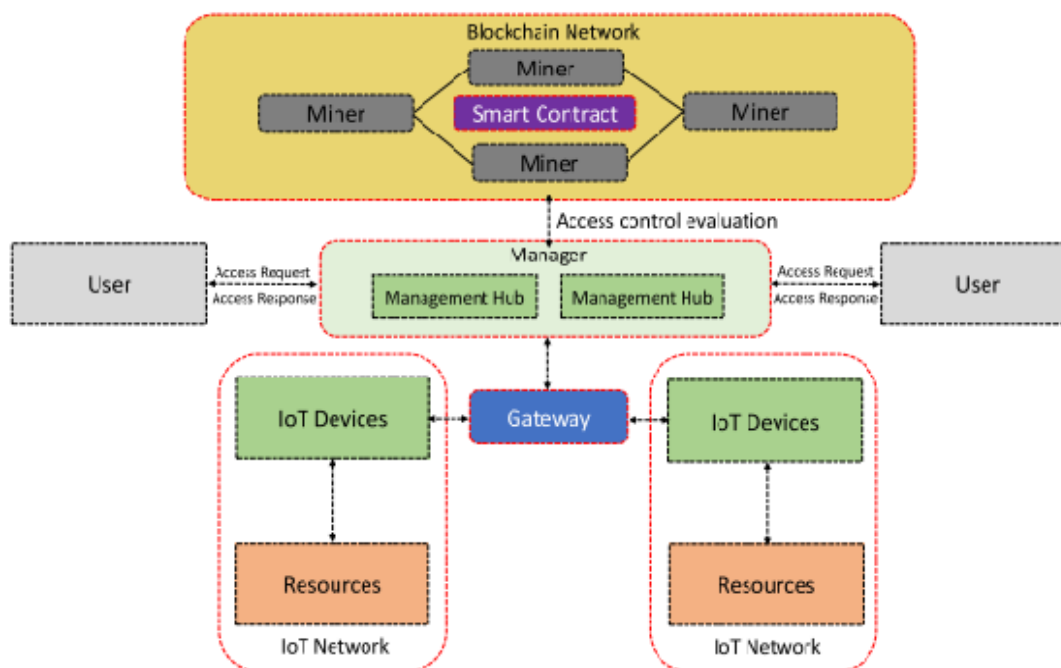 Blockchain Network
Miner
Miner
Smart Contract
Miner
Miner
Access control evaluation
User
Access Request
Access Response
Manager
Management Hub
Management Hub
Access Request
Access Response
User
IoT Devices
Gateway
IoT Devices
Resources
Resources
IoT Network
IoT Network